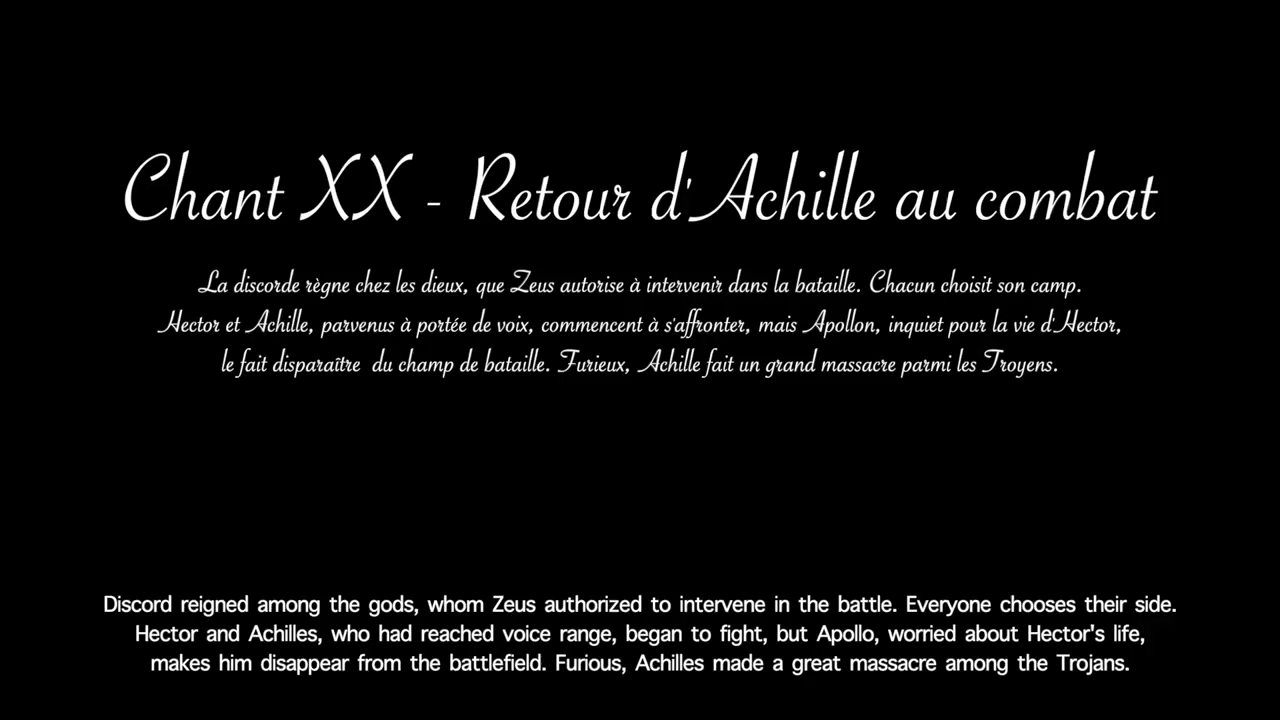 Chant XX - Retour d'Achille au combat
La discorde règne chez les dieux, que Zeus autorise à intervenir dans la bataille. Chacun choisit son camp.
Hector et Achille, parvenus à portée de voix, commencent à s'affronter, mais Apollon, inquiet pour la vie d'Hector,
le fait disparaître du champ de bataille. Furieux, Achille fait un grand massacre parmi les Troyens.
Discord reigned among the gods, whom Zeus authorized to intervene in the battle. Everyone chooses their side.
Hector and Achilles, who had reached voice range, began to fight, but Apollo, worried about Hector's life,
makes him disappear from the battlefield. Furious, Achilles made a great massacre among the Trojans.